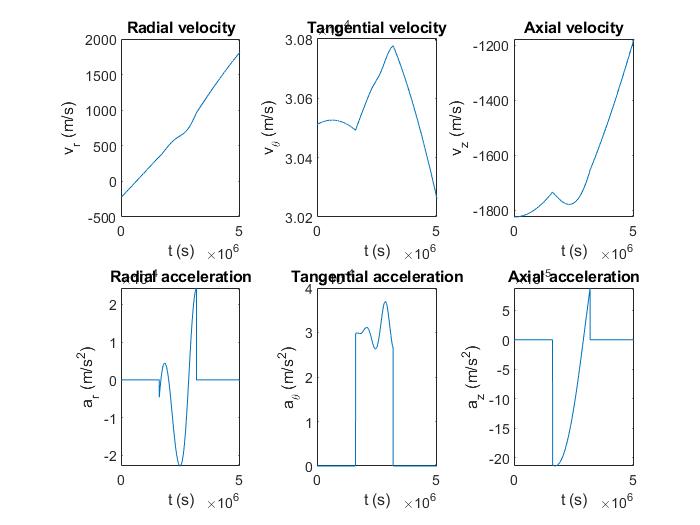 Radial velocity
2000
1500
1000
500
0
-500
v_r (m/s)
0 5
t (s) ×10^6
Tangential velocity
3.08
3.06
3.04
3.02
v_θ (m/s)
0 5
t (s) ×10^6
Axial velocity
-1200
-1400
-1600
-1800
v_z (m/s)
0 5
t (s) ×10^6
Radial acceleration
2
1
0
-1
-2
a_r (m/s^2)
0 5
t (s) ×10^6
Tangential acceleration
4
3
2
1
0
a_θ (m/s^2)
0 5
t (s) ×10^6
Axial acceleration
5
0
-5
-10
-15
-20
a_z (m/s^2)
0 5
t (s) ×10^6